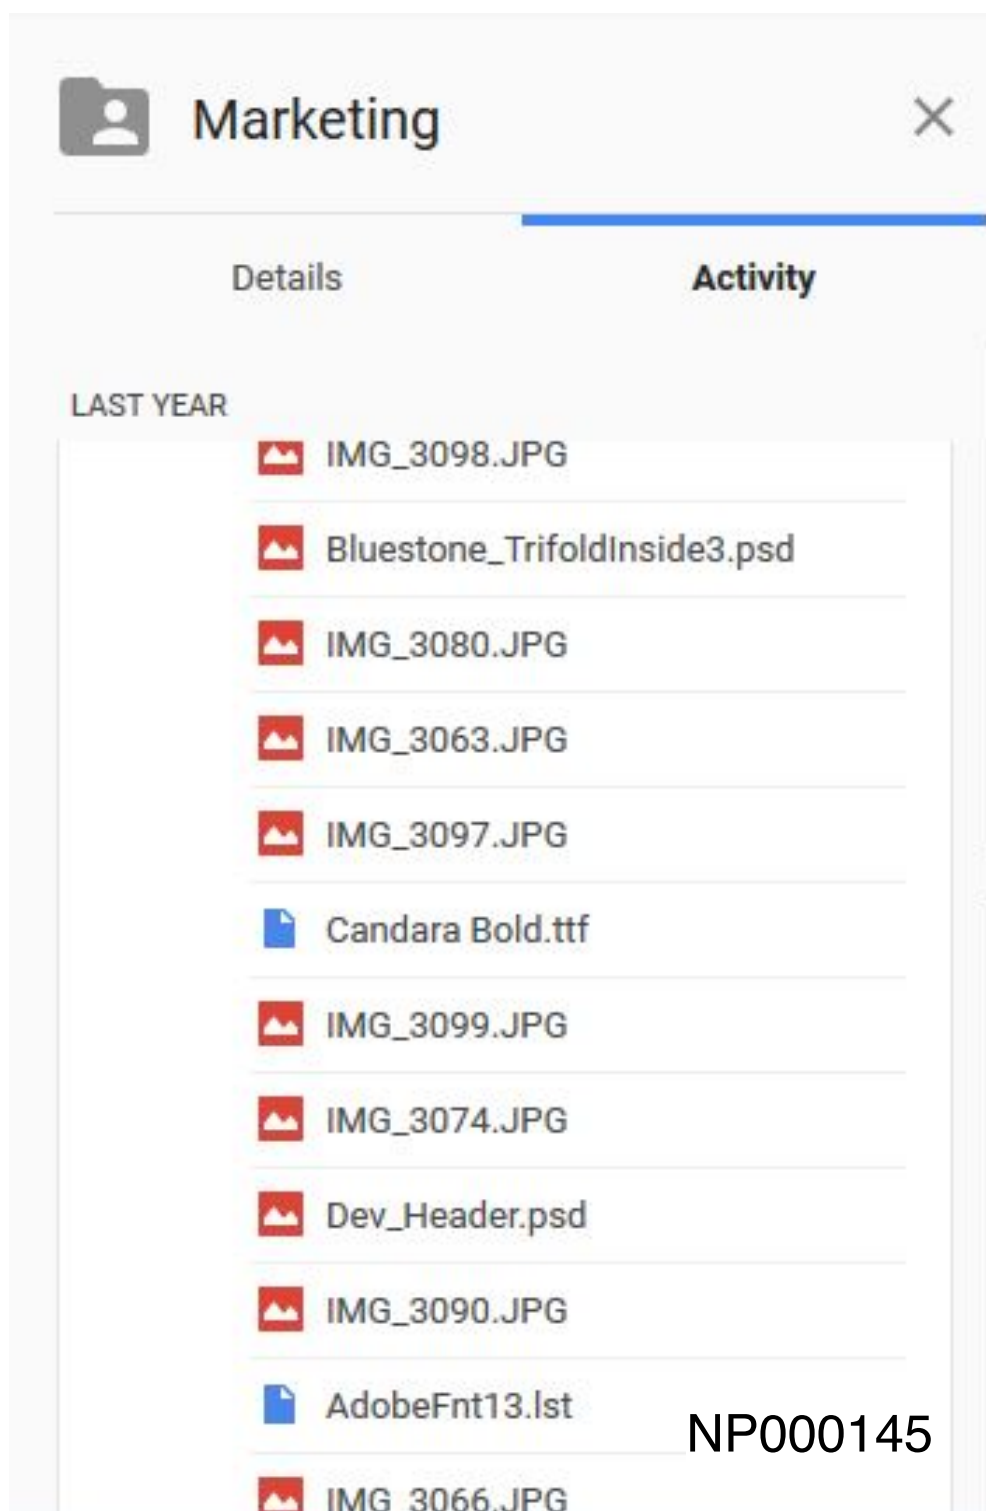 Marketing
Details
Activity
LAST YEAR
IMG_3098.JPG
Bluestone_TrifoldInside3.psd
IMG_3080.JPG
IMG_3063.JPG
IMG_3097.JPG
Candara Bold.ttf
IMG_3099.JPG
IMG_3074.JPG
Dev_Header.psd
IMG_3090.JPG
AdobeFnt13.lst
NP000145
IMG_3066.JPG